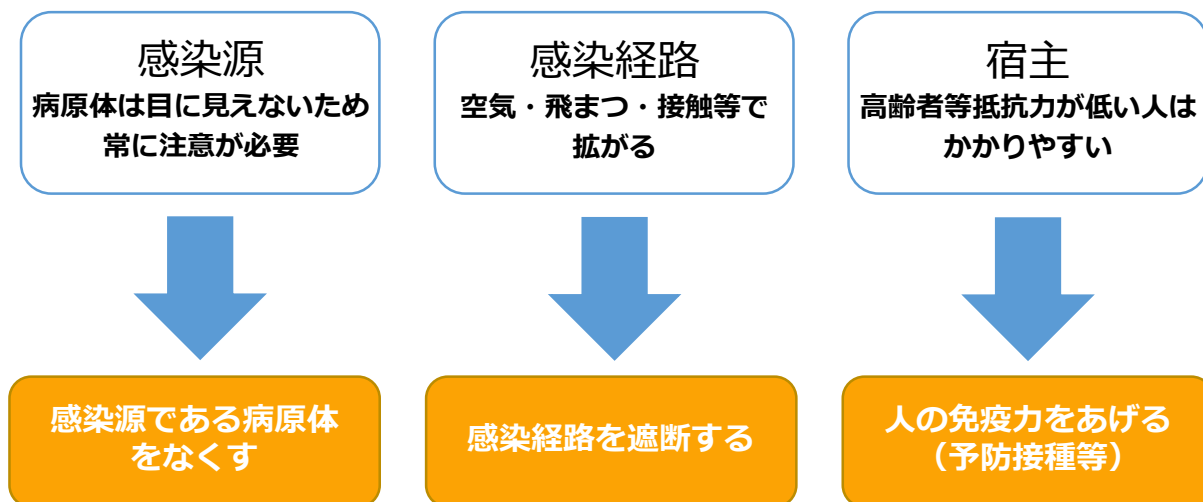 感染源
病原体は目に見えないため
常に注意が必要
感染経路
空気・飛まつ・接触等で
拡がる
宿主
高齢者等抵抗力が低い人は
かかりやすい
感染源である病原体
をなくす
感染経路を遮断する
人の免疫力をあげる
（予防接種等）